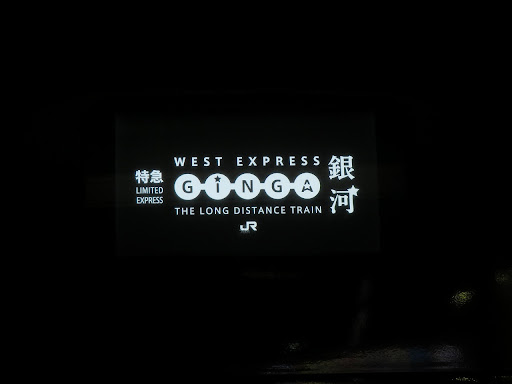 特急
LIMITED
EXPRESS
WEST EXPRESS
GiNGA
THE LONG DISTANCE TRAIN
銀河
JR